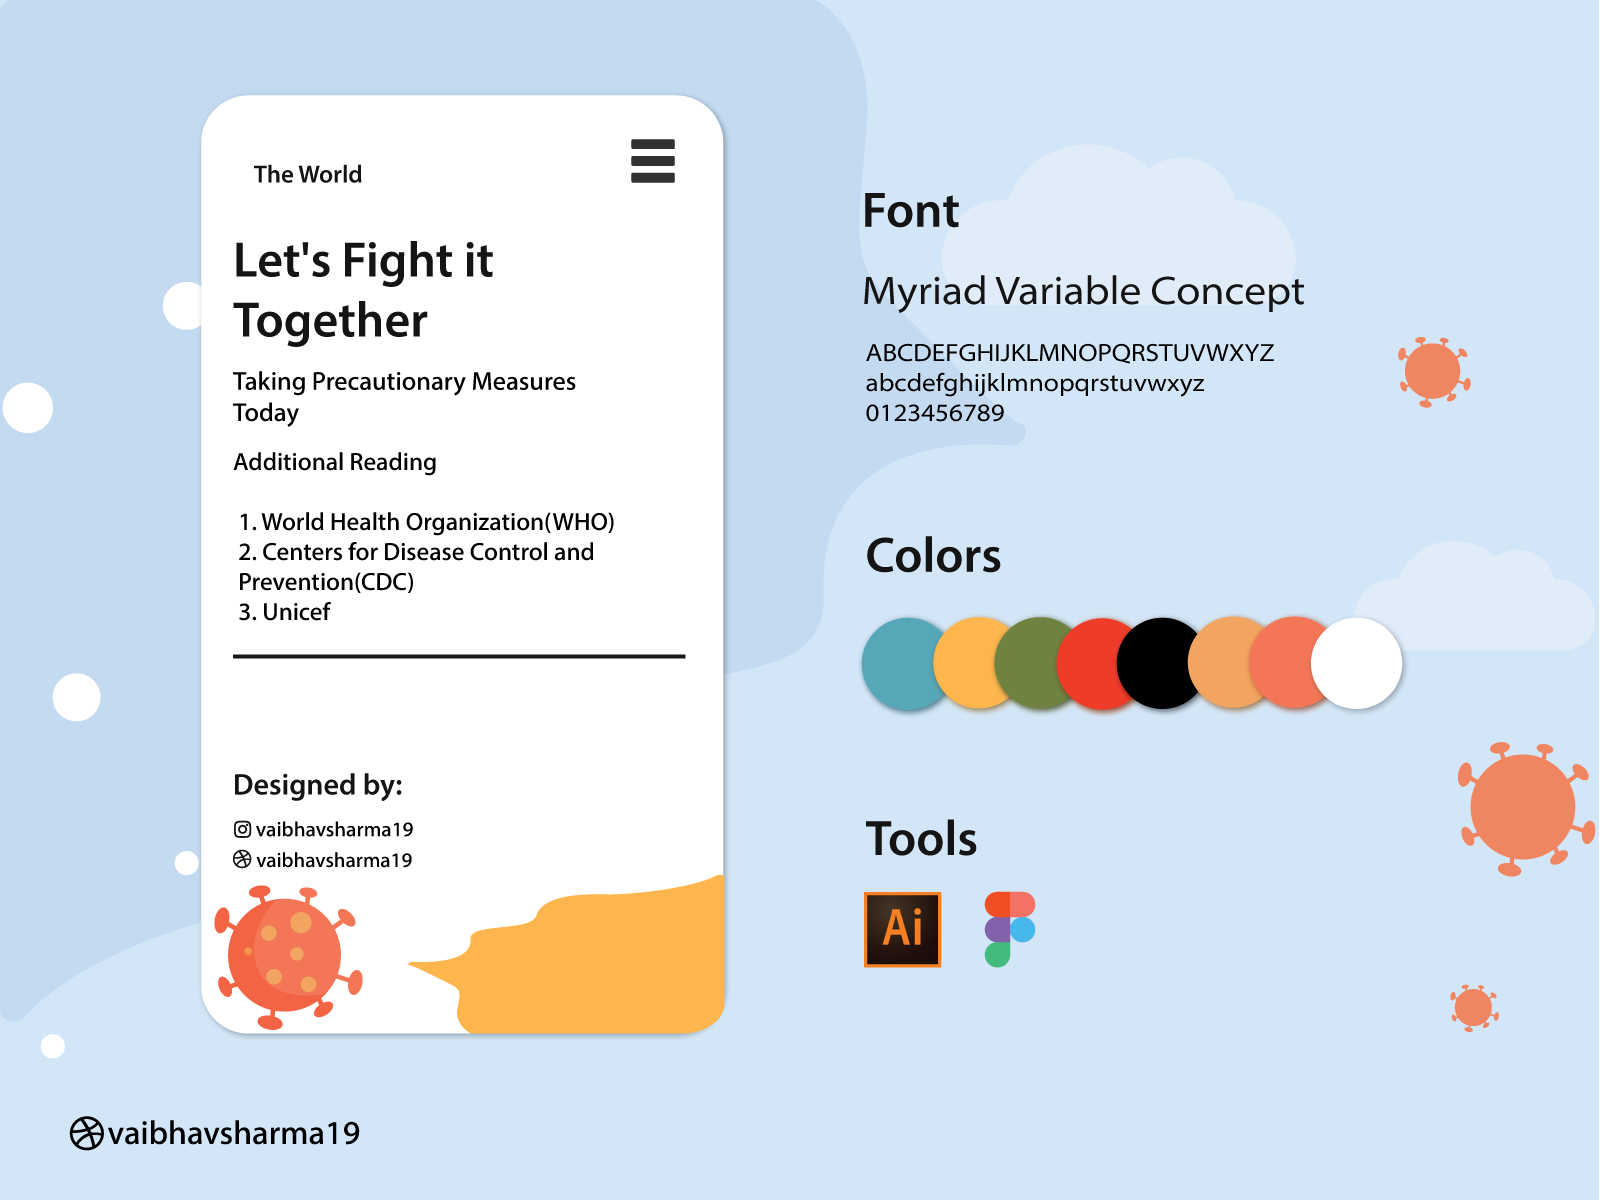 The World
Let's Fight it
Together
Taking Precautionary Measures
Today
Additional Reading
1. World Health Organization(WHO)
2. Centers for Disease Control and
Prevention(CDC)
3. Unicef
Designed by:
vaibhavsharma19
vaibhavsharma19
Font
Myriad Variable Concept
ABCDEFGHIJKLMNOPQRSTUVWXYZ
abcdefghijklmnopqrstuvwxyz
0123456789
Colors
Tools
Ai
vaibhavsharma19